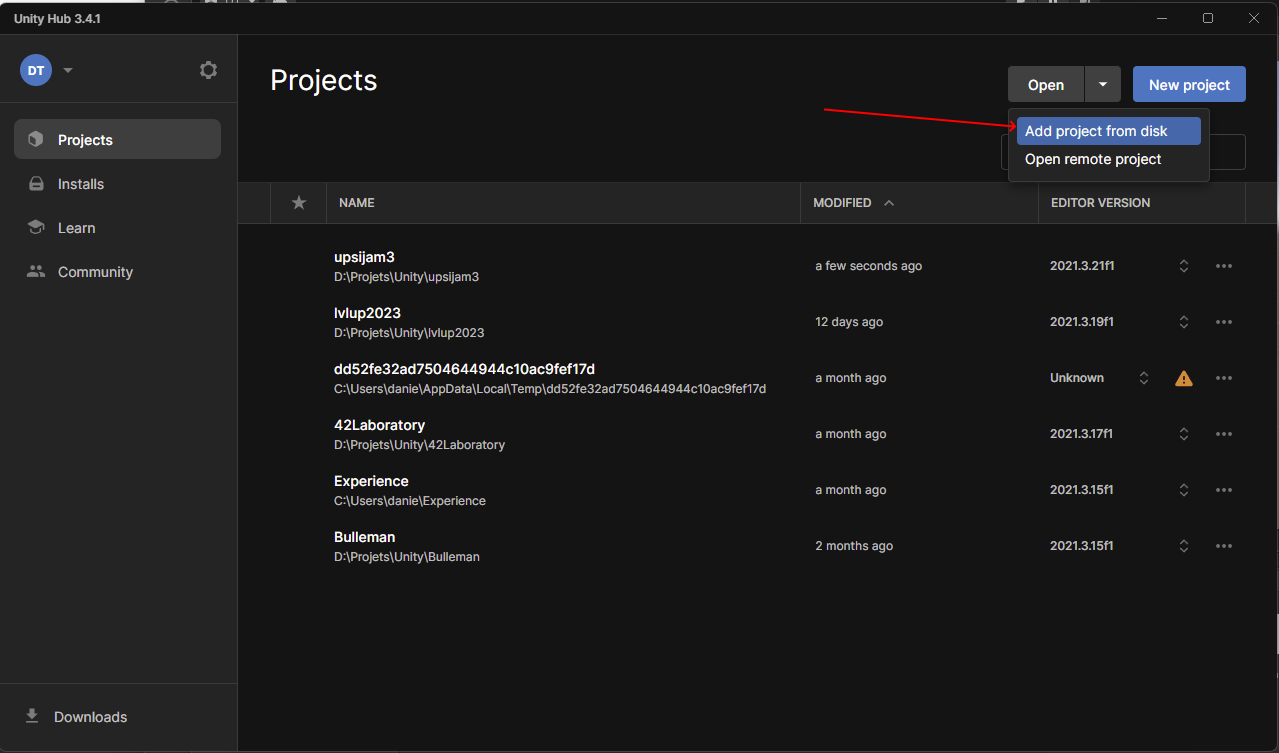 Unity Hub 3.4.1
DT
Projects
Installs
Learn
Community
Downloads
Projects
Open
New project
Add project from disk
Open remote project
NAME
MODIFIED
EDITOR VERSION
upsijam3
D:\Projets\Unity\upsijam3
a few seconds ago
2021.3.21f1
lvlup2023
D:\Projets\Unity\lvlup2023
12 days ago
2021.3.19f1
dd52fe32ad7504644944c10ac9fef17d
C:\Users\danie\AppData\Local\Temp\dd52fe32ad7504644944c10ac9fef17d
a month ago
Unknown
42Laboratory
D:\Projets\Unity\42Laboratory
a month ago
2021.3.17f1
Experience
C:\Users\danie\Experience
a month ago
2021.3.15f1
Bulleman
D:\Projets\Unity\Bulleman
2 months ago
2021.3.15f1